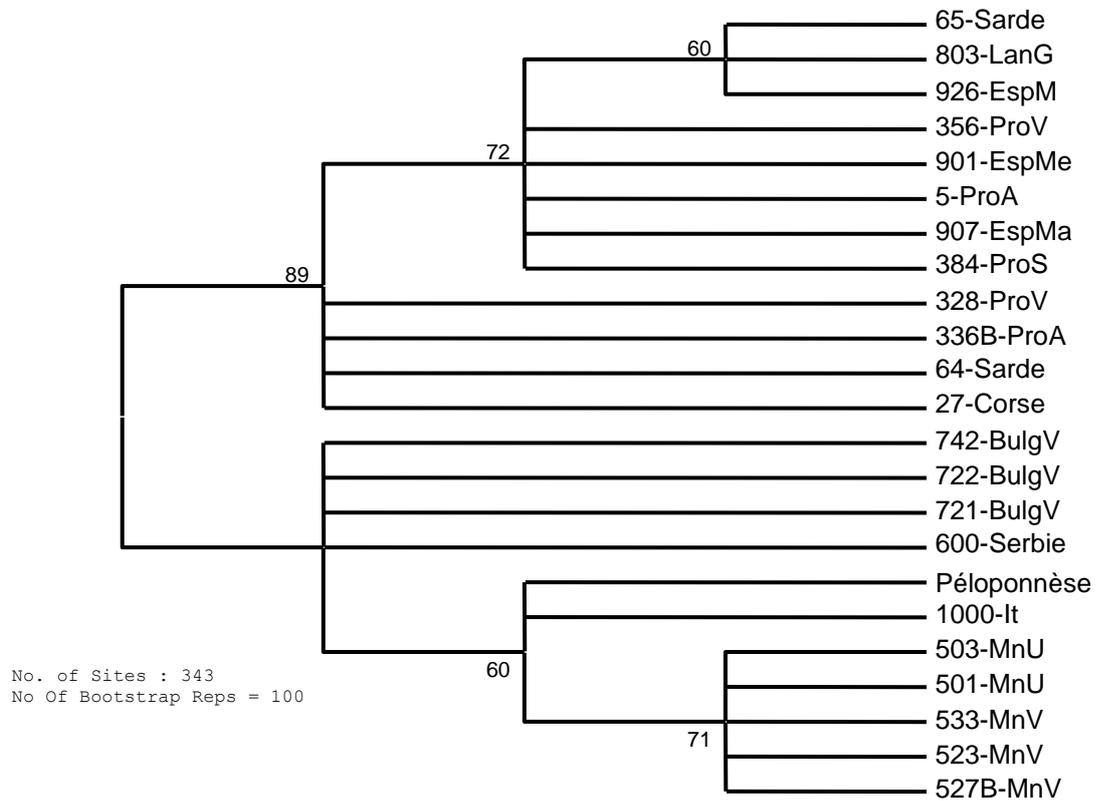 65-Sarde
60
803-LanG
926-EspM
356-ProV
72
901-EspMe
5-ProA
907-EspMa
384-ProS
89
328-ProV
336B-ProA
64-Sarde
27-Corse
742-BulgV
722-BulgV
721-BulgV
600-Serbie
Péloponnèse
1000-It
503-MnU
60
No. of Sites : 343
501-MnU
No Of Bootstrap Reps = 100
533-MnV
71
523-MnV
527B-MnV